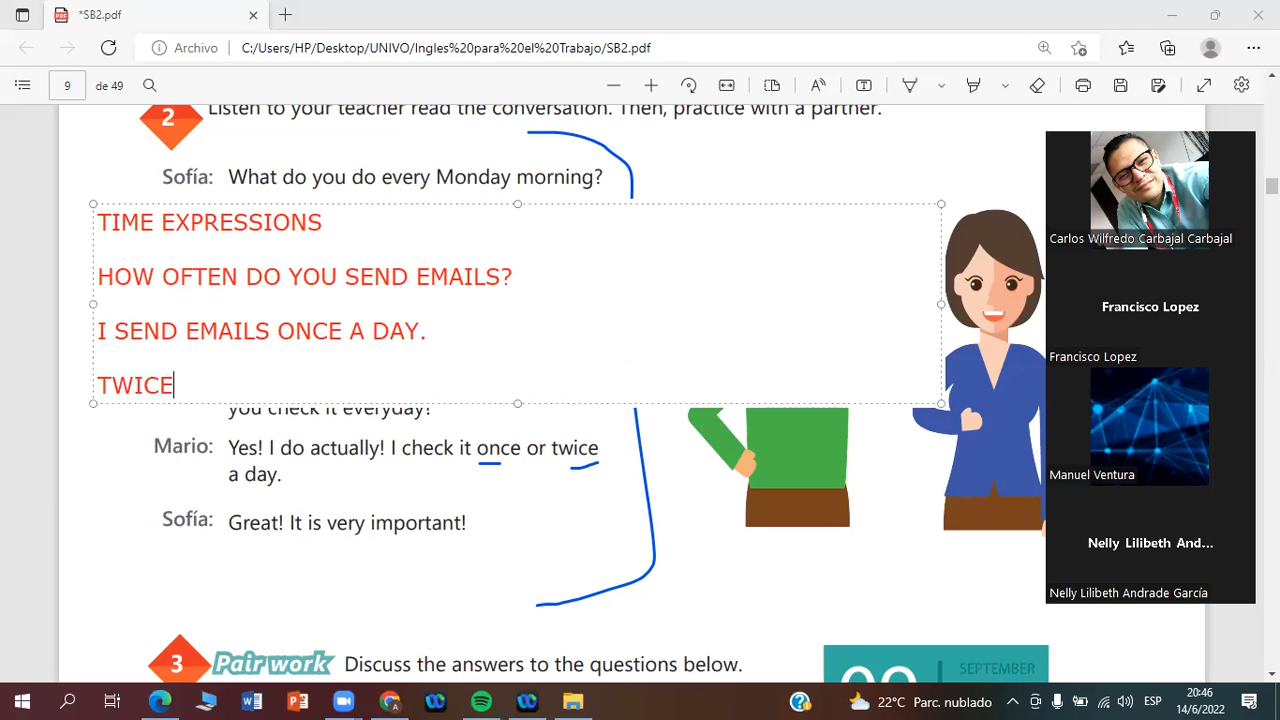 *SB2.pdf
Archivo
C:/Users/HP/Desktop/UNIVO/Ingles%20para%20el%20Trabajo/SB2.pdf
9
de 49
2
Listen to your teacher read the conversation. Then, practice with a partner.
Sofía: What do you do every Monday morning?
TIME EXPRESSIONS
HOW OFTEN DO YOU SEND EMAILS?
I SEND EMAILS ONCE A DAY.
TWICE
you check it everyday!
Mario: Yes! I do actually! I check it once or twice
a day.
Sofía: Great! It is very important!
3
Pair work
Discuss the answers to the questions below.
SEPTEMBER
Carlos Wilfredo Carbajal Carbajal
Francisco Lopez
Francisco Lopez
Manuel Ventura
Nelly Lilibeth And...
Nelly Lilibeth Andrade García
22°C Parc. nublado
ESP
20:46
14/6/2022